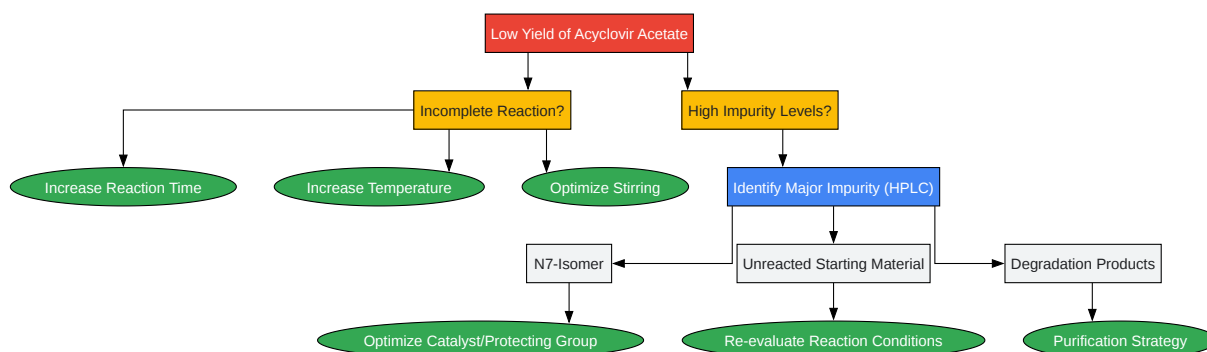 Low Yield of Acyclovir Acetate
Incomplete Reaction?
High Impurity Levels?
Increase Reaction Time
Increase Temperature
Optimize Stirring
Identify Major Impurity (HPLC)
N7-Isomer
Unreacted Starting Material
Degradation Products
Optimize Catalyst/Protecting Group
Re-evaluate Reaction Conditions
Purification Strategy